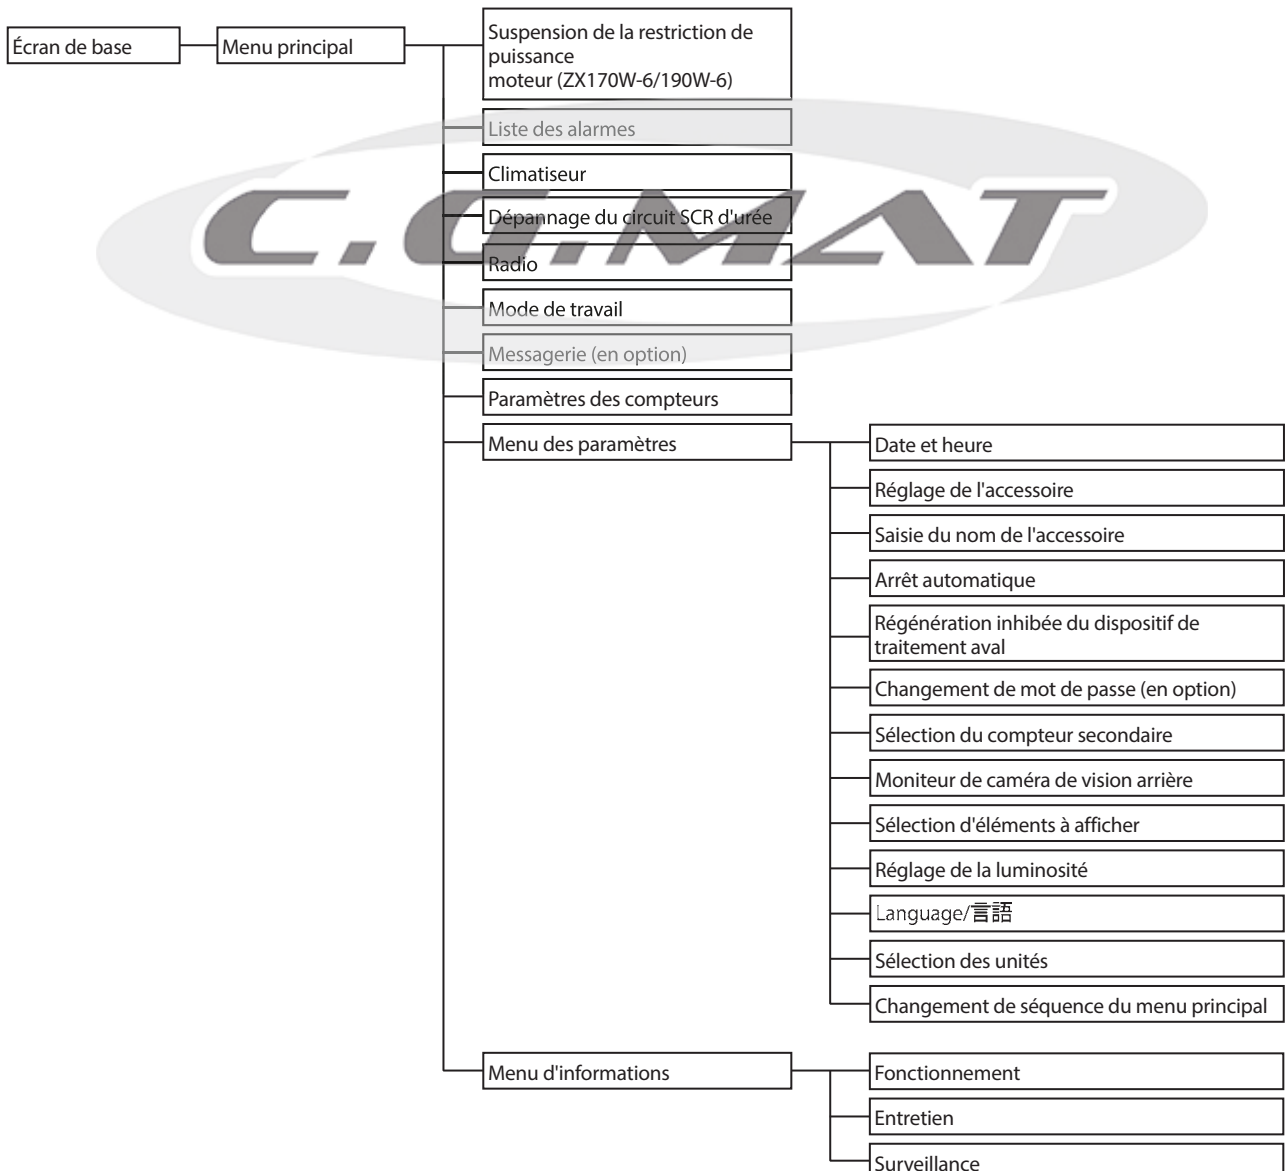 Écran de base
Menu principal
Suspension de la restriction de
puissance
moteur (ZX170W-6/190W-6)
Liste des alarmes
Climatiseur
Dépannage du circuit SCR d'urée
Radio
Mode de travail
Messagerie (en option)
Paramètres des compteurs
Menu des paramètres
Date et heure
Réglage de l'accessoire
Saisie du nom de l'accessoire
Arrêt automatique
Régénération inhibée du dispositif de
traitement aval
Changement de mot de passe (en option)
Sélection du compteur secondaire
Moniteur de caméra de vision arrière
Sélection d'éléments à afficher
Réglage de la luminosité
Language/言語
Sélection des unités
Changement de séquence du menu principal
Menu d'informations
Fonctionnement
Entretien
Surveillance
C.G.MAT